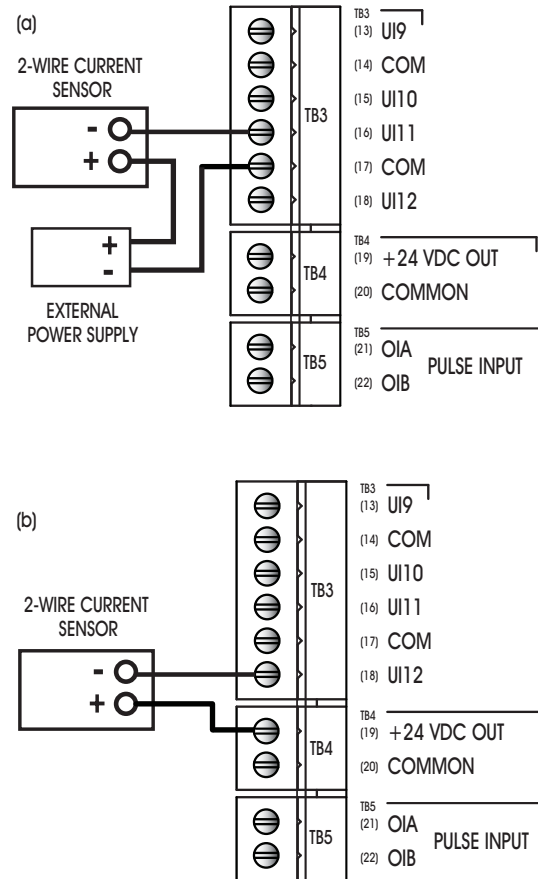 (a)
2-WIRE CURRENT
SENSOR
-
+
+
-
EXTERNAL
POWER SUPPLY
TB3
TB4
TB5
TB3
(13) UI9
(14) COM
(15) UI10
(16) UI11
(17) COM
(18) UI12
TB4
(19) +24 VDC OUT
(20) COMMON
TB5
(21) OIA
PULSE INPUT
(22) OIB
(b)
2-WIRE CURRENT
SENSOR
-
+
TB3
TB4
TB5
TB3
(13) UI9
(14) COM
(15) UI10
(16) UI11
(17) COM
(18) UI12
TB4
(19) +24 VDC OUT
(20) COMMON
TB5
(21) OIA
PULSE INPUT
(22) OIB